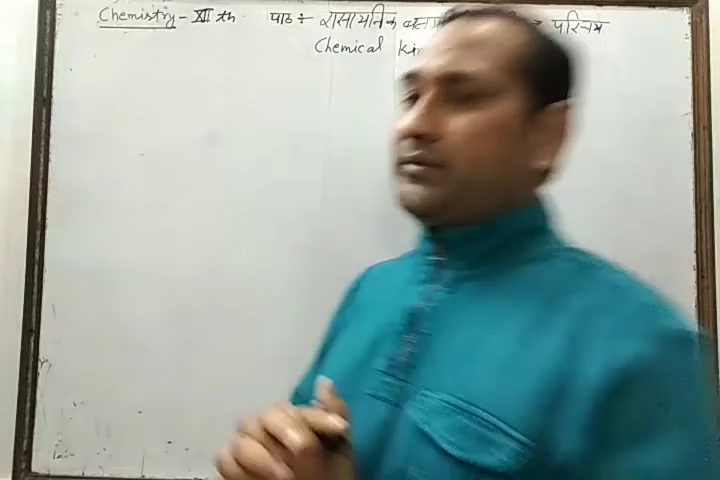 Chemistry - XII th पाठ ÷ रासायनिक परिचय
Chemical